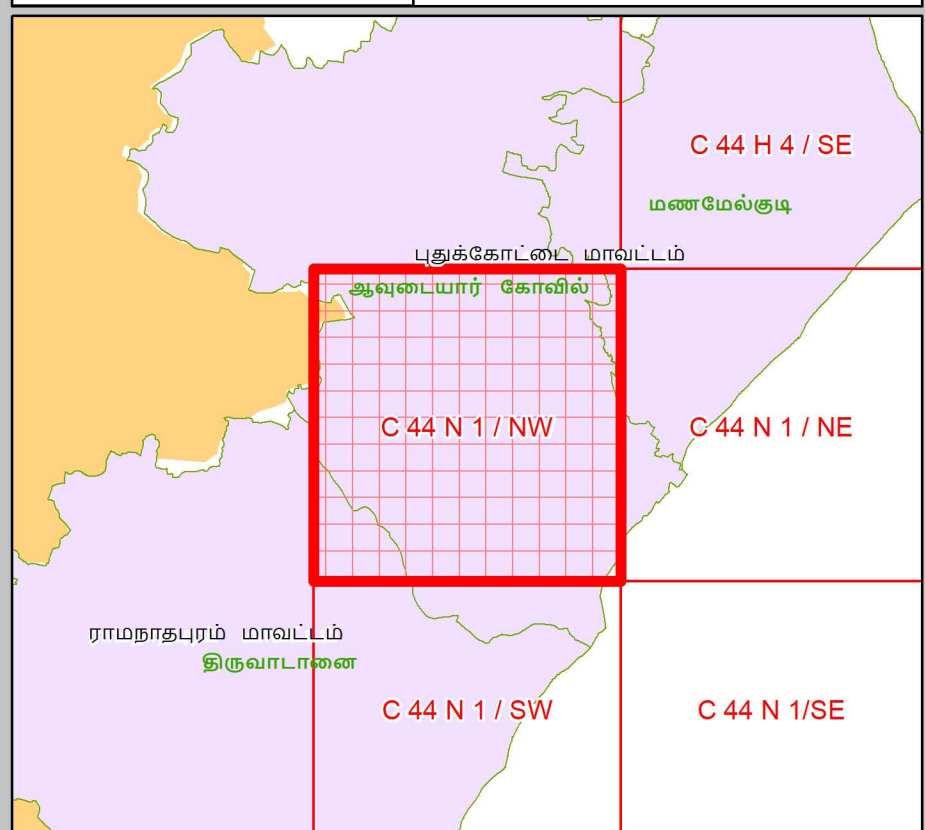 C 44 H 4 / SE
மணமேல்குடி
புதுக்கோட்டை மாவட்டம்
ஆவுடையார் கோவில்
C 44 N 1 / NW
C 44 N 1 / NE
ராமநாதபுரம் மாவட்டம்
திருவாடானை
C 44 N 1 / SW
C 44 N 1/SE